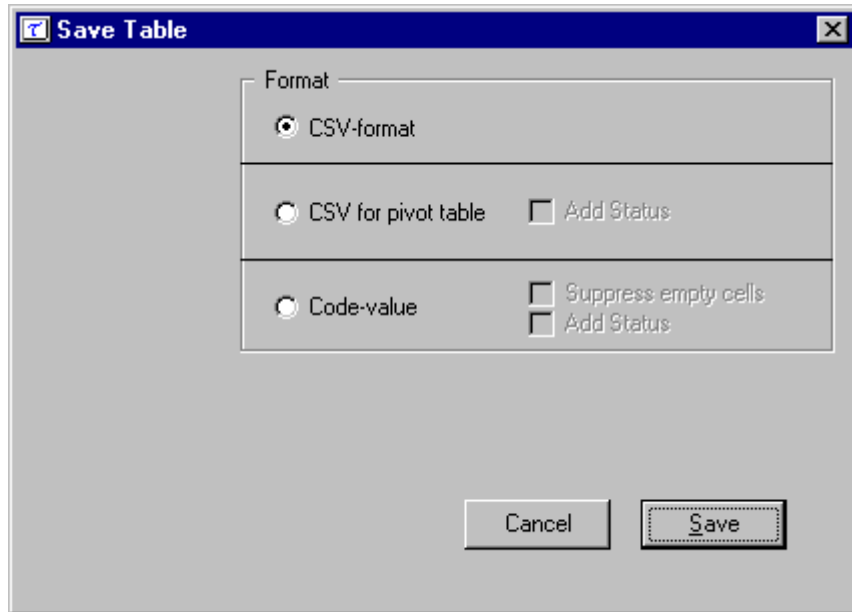 Save Table
Format
CSV-format
CSV for pivot table
Add Status
Code-value
Suppress empty cells
Add Status
Cancel
Save